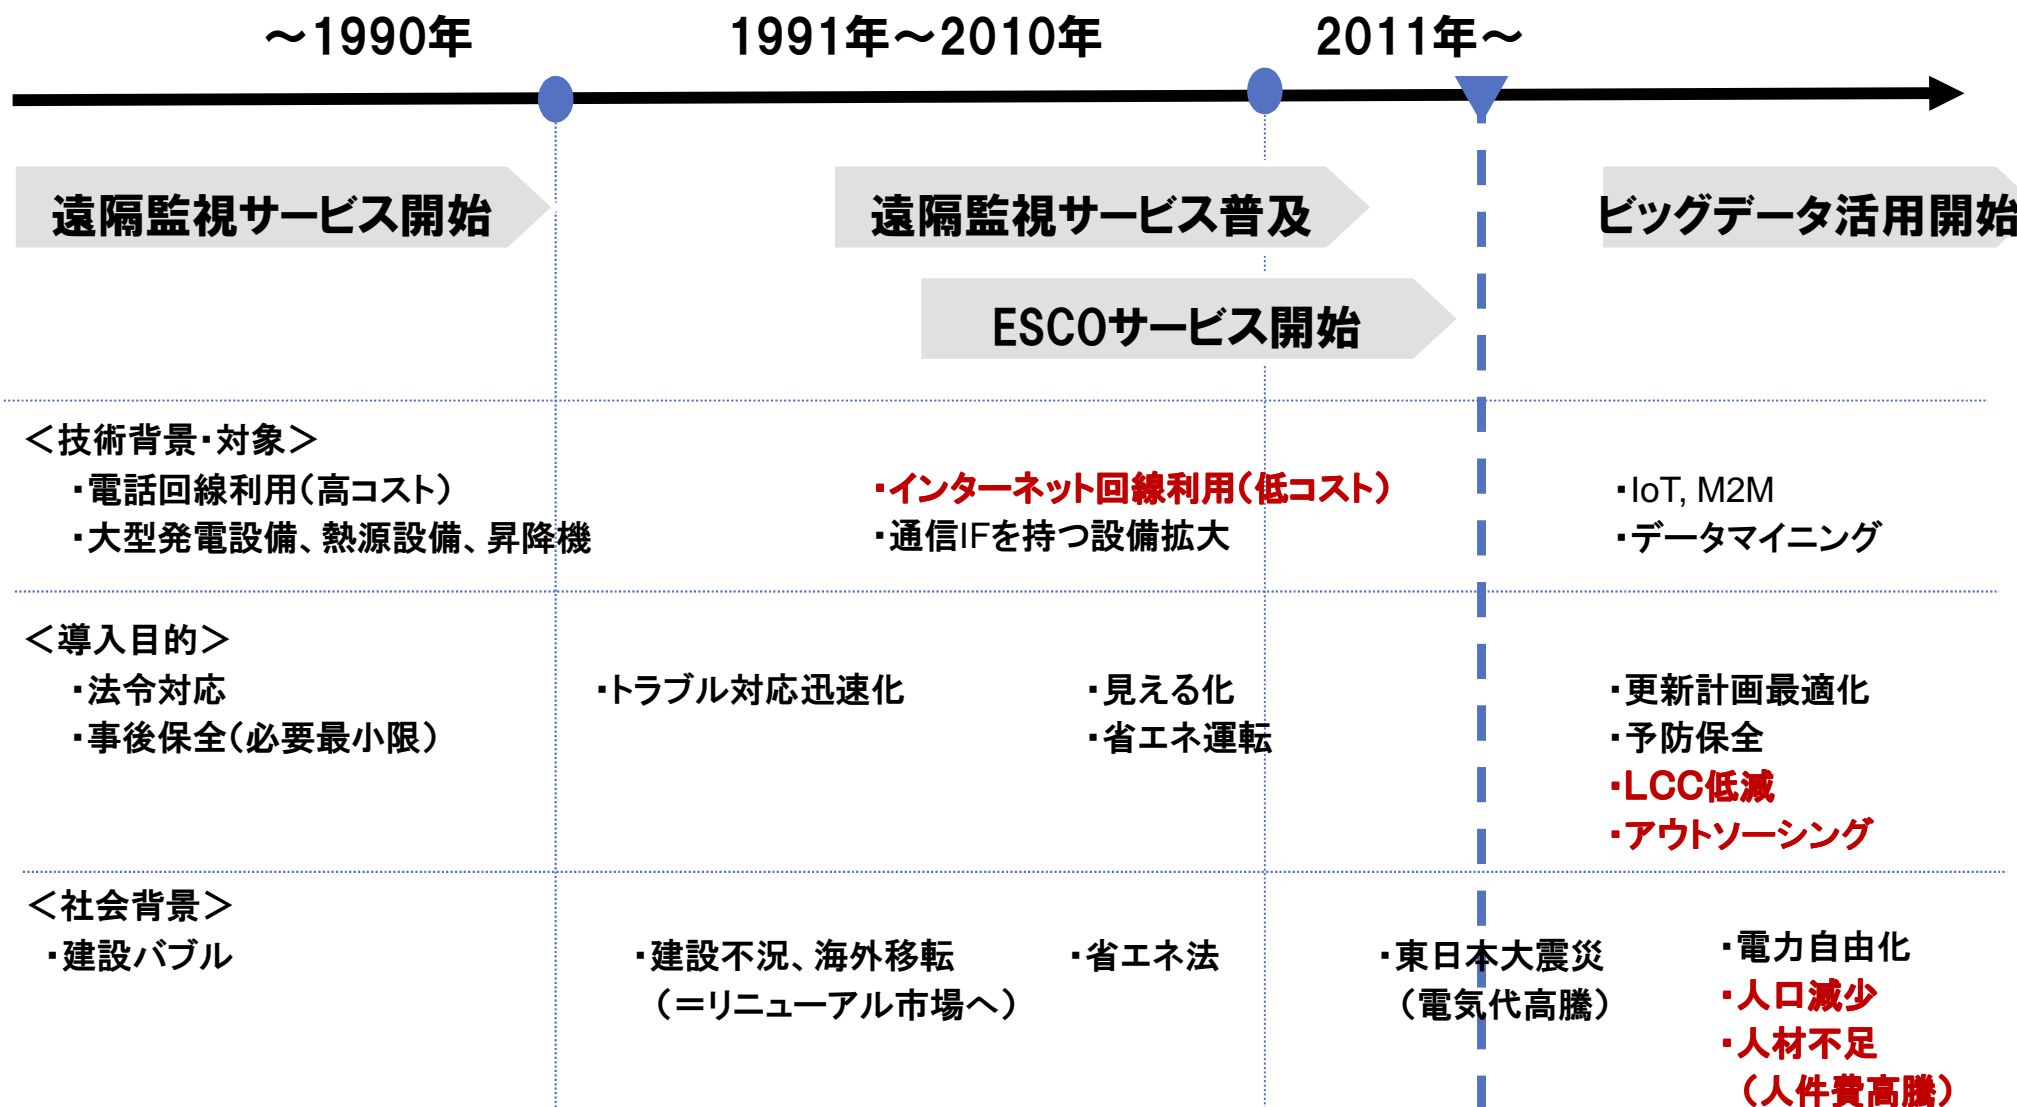 ～1990年
1991年～2010年
2011年～
遠隔監視サービス開始
遠隔監視サービス普及
ビッグデータ活用開始
ESCOサービス開始
＜技術背景・対象＞
・電話回線利用（高コスト）
・大型発電設備、熱源設備、昇降機
・インターネット回線利用（低コスト）
・通信IFを持つ設備拡大
・IoT, M2M
・データマイニング
＜導入目的＞
・法令対応
・事後保全（必要最小限）
・トラブル対応迅速化
・見える化
・省エネ運転
・更新計画最適化
・予防保全
・LCC低減
・アウトソーシング
＜社会背景＞
・建設バブル
・建設不況、海外移転
（＝リニューアル市場へ）
・省エネ法
・東日本大震災
（電気代高騰）
・電力自由化
・人口減少
・人材不足
（人件費高騰）